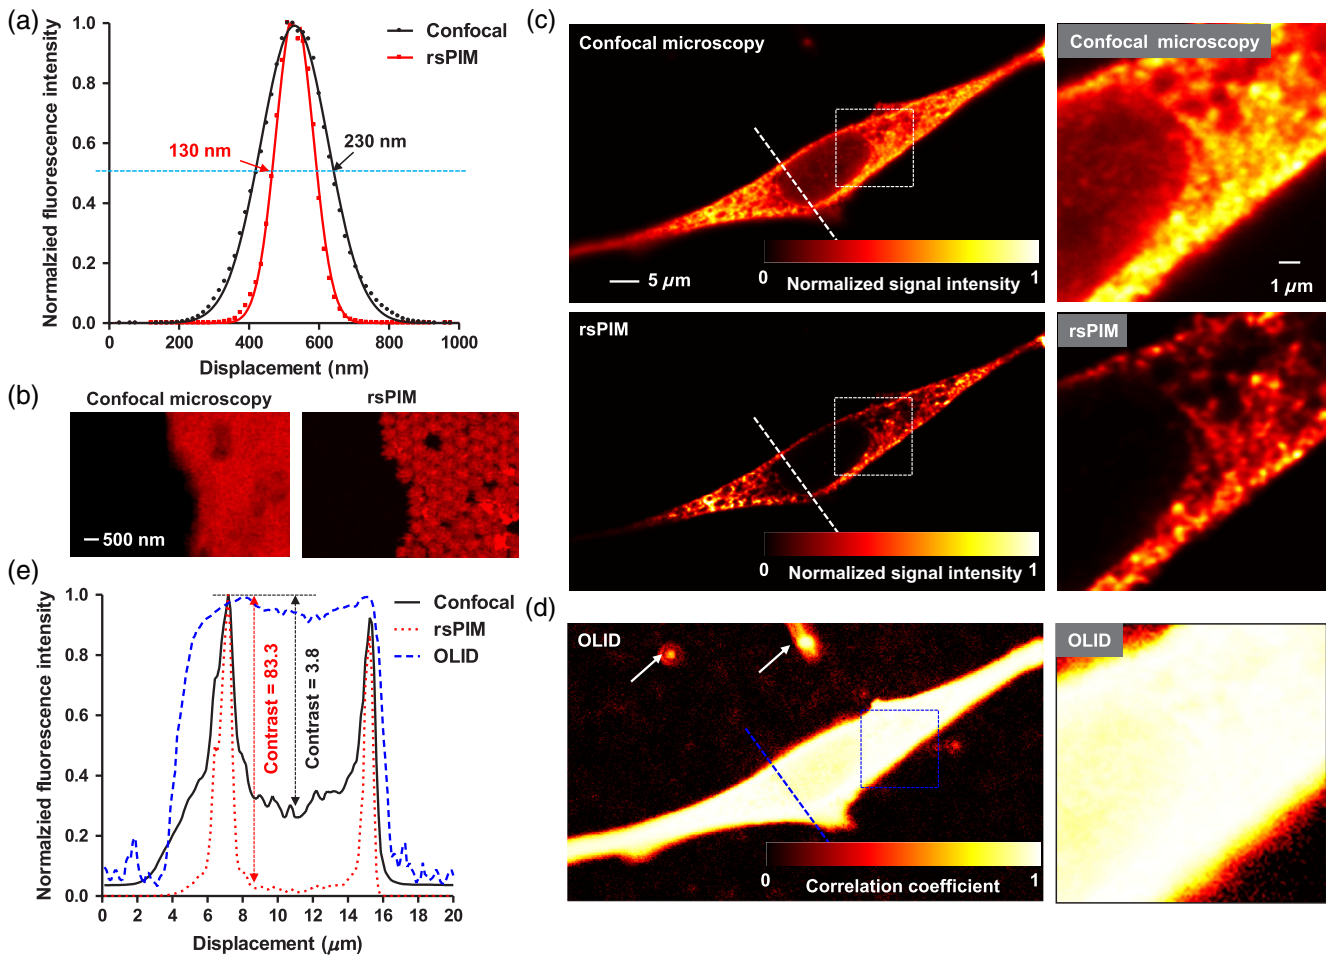 (a)
Normalzied fluorescence intensity
1.0
0.8
0.6
0.4
0.2
0.0
0
200
400
600
800
1000
Displacement (nm)
Confocal
rsPIM
130 nm
230 nm
(b)
Confocal microscopy
rsPIM
500 nm
(e)
Normalzied fluorescence intensity
1.0
0.8
0.6
0.4
0.2
0.0
0
2
4
6
8
10
12
14
16
18
20
Displacement (μm)
Confocal
rsPIM
OLID
Contrast = 83.3
Contrast = 3.8
(c)
Confocal microscopy
5 μm
0
Normalized signal intensity
1
Confocal microscopy
1 μm
rsPIM
0
Normalized signal intensity
1
rsPIM
(d)
OLID
0
Correlation coefficient
1
OLID